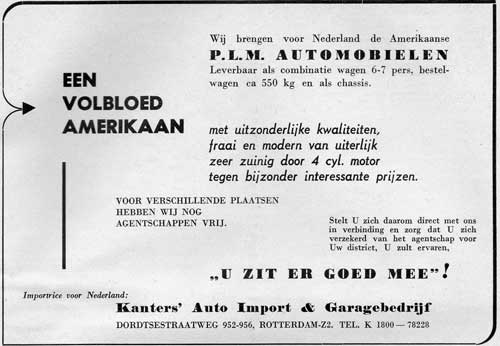 Wij brengen voor Nederland de Amerikaanse
P.L.M. AUTOMOBIELEN
Leverbaar als combinatie wagen 6-7 pers, bestel-
wagen ca 550 kg en als chassis.
EEN
VOLBLOED
AMERIKAAN
met uitzonderlijke kwaliteiten,
fraai en modern van uiterlijk
zeer zuinig door 4 cyl. motor
tegen bijzonder interessante prijzen.
VOOR VERSCHILLENDE PLAATSEN
HEBBEN WIJ NOG
AGENTSCHAPPEN VRIJ.
Stelt U zich daarom direct met ons
in verbinding en zorg dat U zich
verzekerd van het agentschap voor
Uw district, U zult ervaren,
„U ZIT ER GOED MEE”!
Importrice voor Nederland:
Kanters' Auto Import & Garagebedrijf
DORDTSESTRAATWEG 952-956, ROTTERDAM-Z2. TEL. K 1800 — 78228